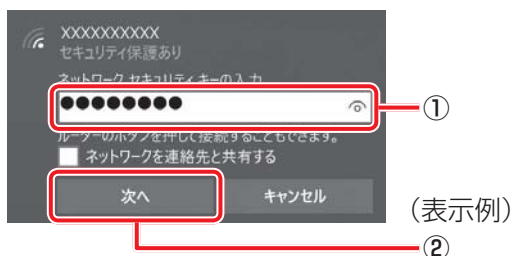 XXXXXXXXXX
セキュリティ保護あり
ネットワーク セキュリティ キーの入力
●●●●●●●●
①
ルーターのボタンを押して接続することもできます。
ネットワークを連絡先と共有する
次へ
キャンセル
(表示例)
②